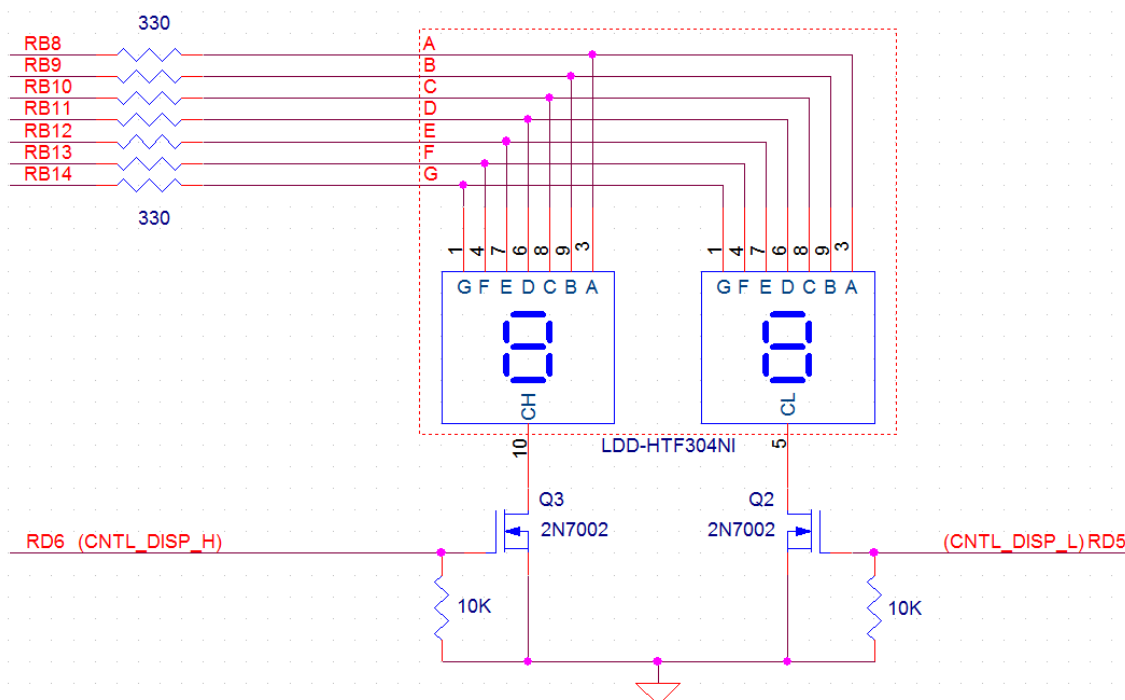 330
RB8
RB9
RB10
RB11
RB12
RB13
RB14
330
A
B
C
D
E
F
G
1 4 7 6 8 9 3
1 4 7 6 8 9 3
G F E D C B A
G F E D C B A
CH
CL
10
LDD-HTF304NI
5
Q3
2N7002
Q2
2N7002
RD6 (CNTL_DISP_H)
(CNTL_DISP_L) RD5
10K
10K